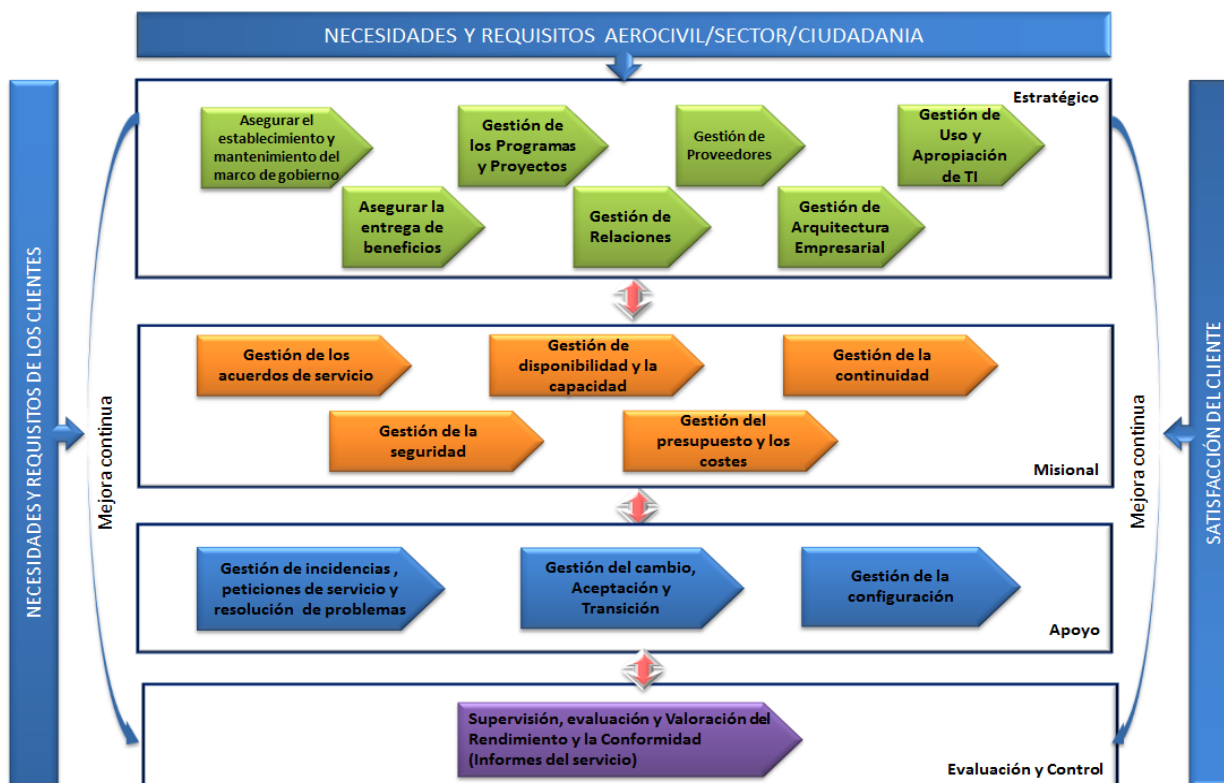 NECESIDADES Y REQUISITOS  AEROCIVIL/SECTOR/CIUDADANIA
NECESIDADES Y REQUISITOS DE LOS CLIENTES
Mejora continua
Estratégico
Asegurar el
establecimiento y
mantenimiento del
marco de gobierno
Gestión de
los Programas
y Proyectos
Gestión de
Proveedores
Gestión de
Uso y
Apropiación
de TI
Asegurar la
entrega de
beneficios
Gestión de
Relaciones
Gestión de
Arquitectura
Empresarial
Gestión de los
acuerdos de servicio
Gestión de
disponibilidad y la
capacidad
Gestión de la
continuidad
Gestión de la
seguridad
Gestión del
presupuesto y los
costes
Misional
Gestión de incidencias ,
peticiones de servicio y
resolución  de problemas
Gestión del cambio,
Aceptación y
Transición
Gestión de la
configuración
Apoyo
Supervisión, evaluación y Valoración del
Rendimiento y la Conformidad
(Informes del servicio)
Evaluación y Control
Mejora continua
SATISFACCIÓN DEL CLIENTE